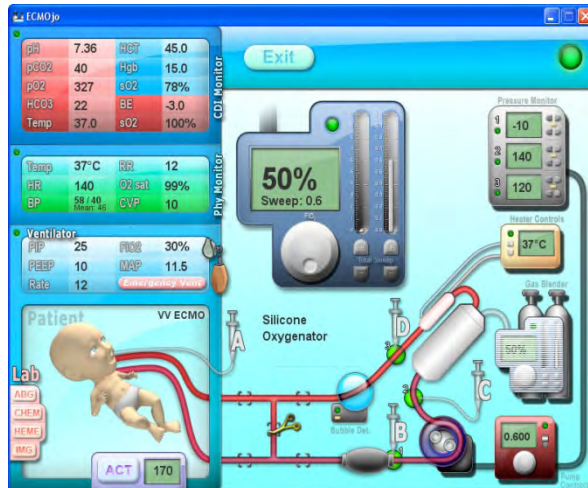 ECMOjo
pH 7.36 HCT 45.0
pCO2 40 Hgb 15.0
pO2 327 sO2 78%
HCO3 22 BE -3.0
Temp 37.0 sO2 100%
CDI Monitor
Exit
Temp 37°C RR 12
HR 140 O2 sat 99%
BP 58 / 40 CVP 10
Mean: 46
Phy Monitor
Ventilator
PIP 25 FiO2 30%
PEEP 10 MAP 11.5
Rate 12 Emergency Vent
Patient
VV ECMO
Lab
ABG
CHEM
HEME
IMG
ACT 170
50%
Sweep: 0.6
FiO2
Total Sweep
Silicone
Oxygenator
A
D
B
C
Bubble Det.
Pressure Monitor
1 -10
2 140
3 120
Heater Controls
37°C
Gas Blender
50%
0.600
Pump Control